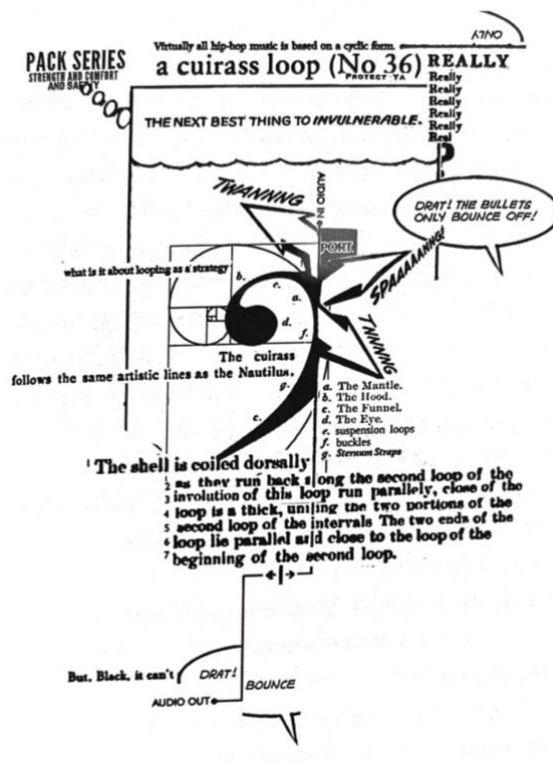 ONLY
Virtually all hip-hop music is based on a cyclic form.
PACK SERIES
STRENGTH AND COMFORT
AND SAFETY
a cuirass loop (No 36) REALLY
PROTECT YA
Really
Really
Really
Really
Really
Real
THE NEXT BEST THING TO INVULNERABLE.
TWANNNG
AUDIO IN
DRAT! THE BULLETS
ONLY BOUNCE OFF!
PORT
SPAAAAANNG!
what is it about looping as a strategy
b.
e.
a.
d.
f.
TNNNNG
The cuirass
follows the same artistic lines as the Nautilus.
g.
c.
a. The Mantle.
b. The Hood.
c. The Funnel.
d. The Eye.
e. suspension loops
f. buckles
g. Sternum Straps
1 The shell is coiled dorsally
2 as they run back along the second loop of the
3 involution of this loop run parallely, close of the
4 loop is a thick, uniting the two portions of the
5 second loop of the intervals The two ends of the
6 loop lie parallel and close to the loop of the
7 beginning of the second loop.
But, Black, it can't
DRAT!
BOUNCE
AUDIO OUT